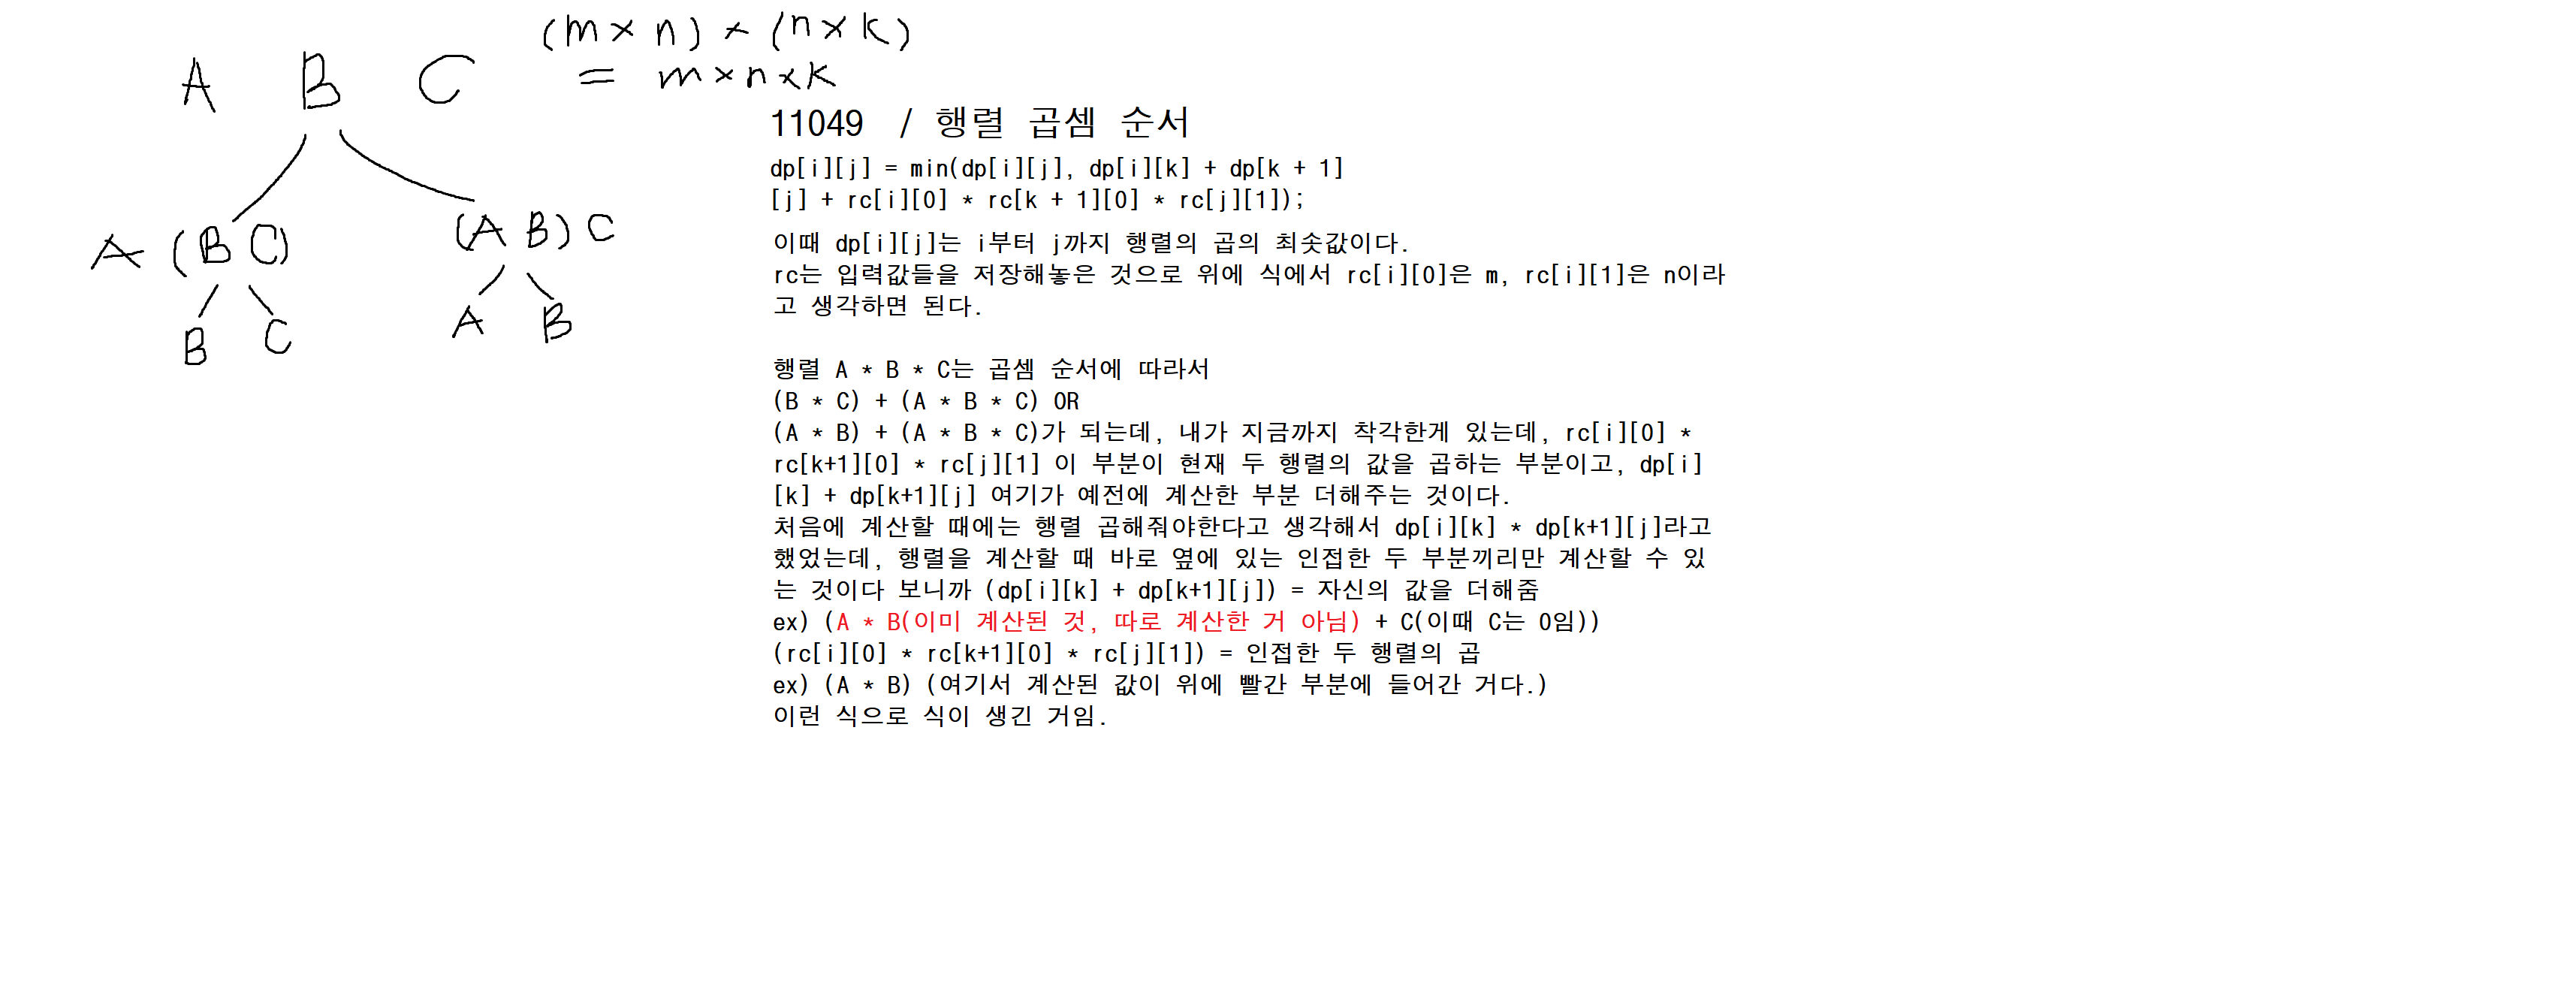 (m × n) × (n × k)
= m × n × k
A B C
A (B C)
(A B) C
B C
A B
11049 / 행렬 곱셈 순서
dp[i][j] = min(dp[i][j], dp[i][k] + dp[k + 1]
[j] + rc[i][0] * rc[k + 1][0] * rc[j][1]);
이때 dp[i][j]는 i부터 j까지 행렬의 곱의 최솟값이다.
rc는 입력값들을 저장해놓은 것으로 위에 식에서 rc[i][0]은 m, rc[i][1]은 n이라
고 생각하면 된다.
행렬 A * B * C는 곱셈 순서에 따라서
(B * C) + (A * B * C) OR
(A * B) + (A * B * C)가 되는데, 내가 지금까지 착각한게 있는데, rc[i][0] *
rc[k+1][0] * rc[j][1] 이 부분이 현재 두 행렬의 값을 곱하는 부분이고, dp[i]
[k] + dp[k+1][j] 여기가 예전에 계산한 부분 더해주는 것이다.
처음에 계산할 때에는 행렬 곱해줘야한다고 생각해서 dp[i][k] * dp[k+1][j]라고
했었는데, 행렬을 계산할 때 바로 옆에 있는 인접한 두 부분끼리만 계산할 수 있
는 것이다 보니까 (dp[i][k] + dp[k+1][j]) = 자신의 값을 더해줌
ex) (A * B(이미 계산된 것, 따로 계산한 거 아님) + C(이때 C는 0임))
(rc[i][0] * rc[k+1][0] * rc[j][1]) = 인접한 두 행렬의 곱
ex) (A * B) (여기서 계산된 값이 위에 빨간 부분에 들어간 거다.)
이런 식으로 식이 생긴 거임.